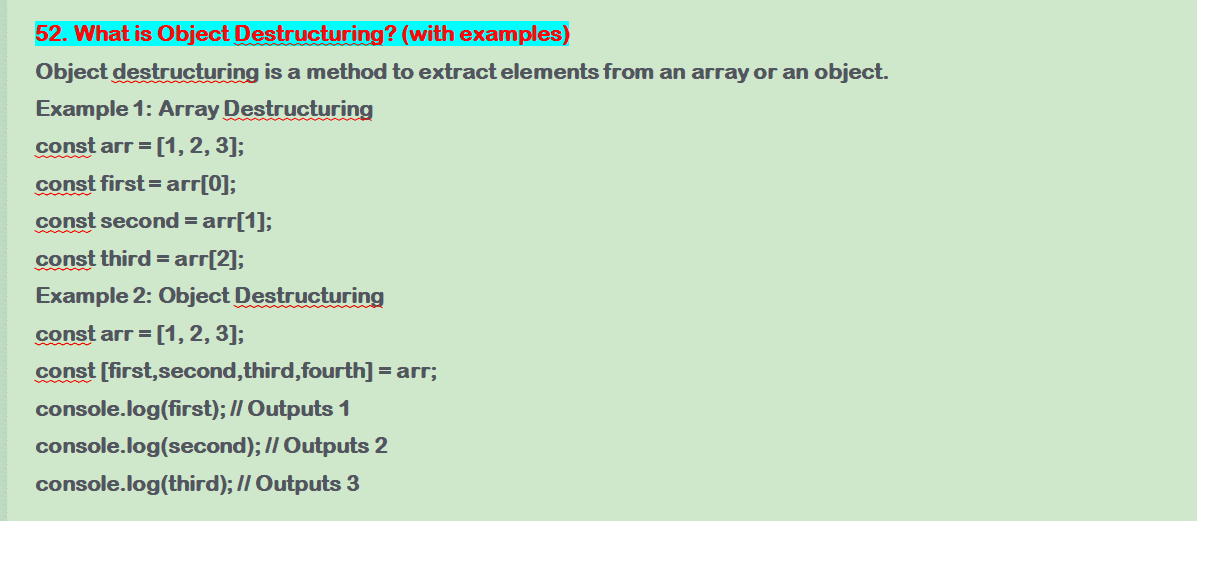 52. What is Object Destructuring? (with examples)
Object destructuring is a method to extract elements from an array or an object.
Example 1: Array Destructuring
const arr = [1, 2, 3];
const first = arr[0];
const second = arr[1];
const third = arr[2];
Example 2: Object Destructuring
const arr = [1, 2, 3];
const [first,second,third,fourth] = arr;
console.log(first); // Outputs 1
console.log(second); // Outputs 2
console.log(third); // Outputs 3